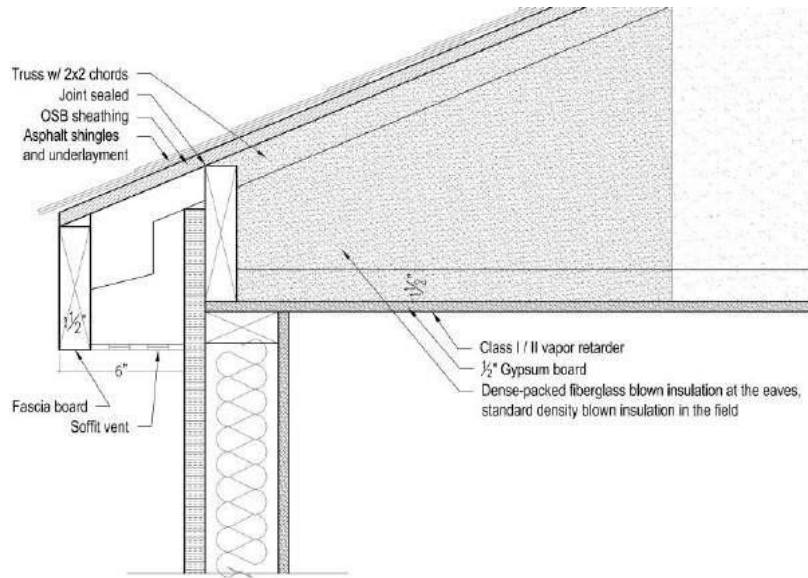 Truss w/ 2x2 chords
Joint sealed
OSB sheathing
Asphalt shingles
and underlayment
1½"
1½"
6"
Fascia board
Soffit vent
Class I / II vapor retarder
½" Gypsum board
Dense-packed fiberglass blown insulation at the eaves,
standard density blown insulation in the field